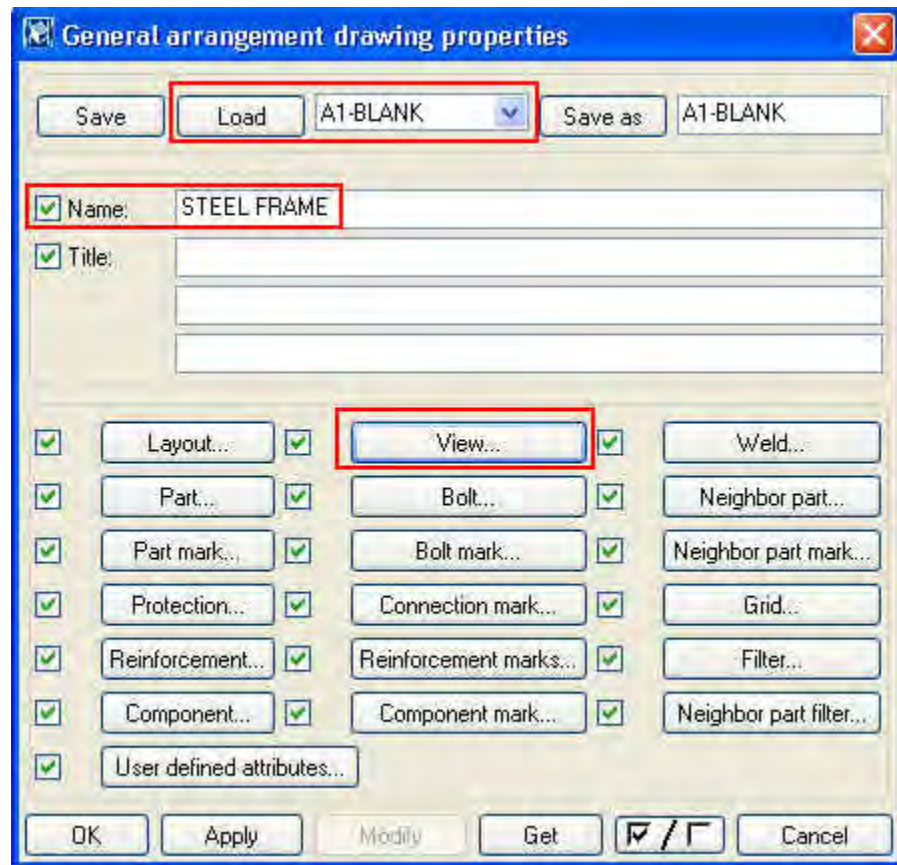 General arrangement drawing properties
Save Load A1-BLANK Save as A1-BLANK
Name: STEEL FRAME
Title:
Layout... View... Weld...
Part... Bolt... Neighbor part...
Part mark... Bolt mark... Neighbor part mark...
Protection... Connection mark... Grid...
Reinforcement... Reinforcement marks... Filter...
Component... Component mark... Neighbor part filter...
User defined attributes...
OK Apply Modify Get / Cancel